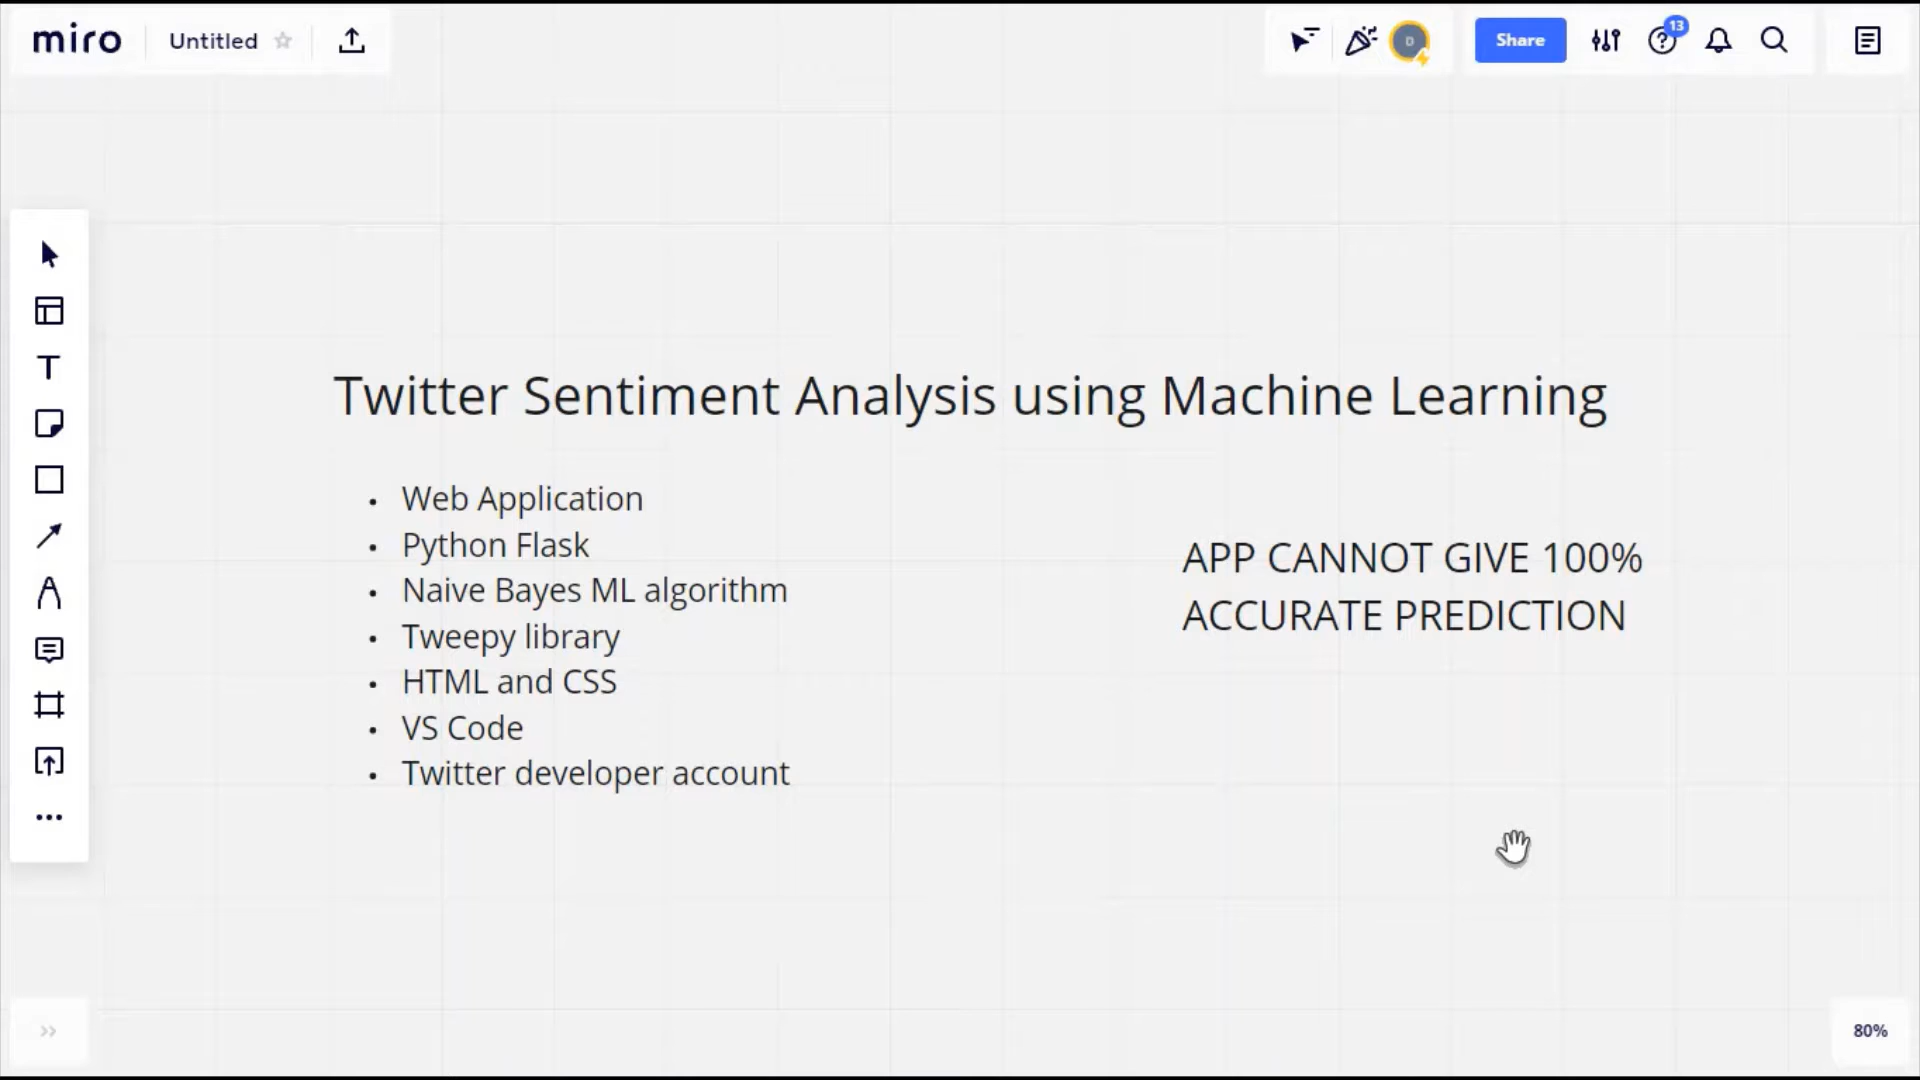 miro
Untitled
D
Share
13
Twitter Sentiment Analysis using Machine Learning
• Web Application
• Python Flask
• Naive Bayes ML algorithm
• Tweepy library
• HTML and CSS
• VS Code
• Twitter developer account
APP CANNOT GIVE 100%
ACCURATE PREDICTION
80%